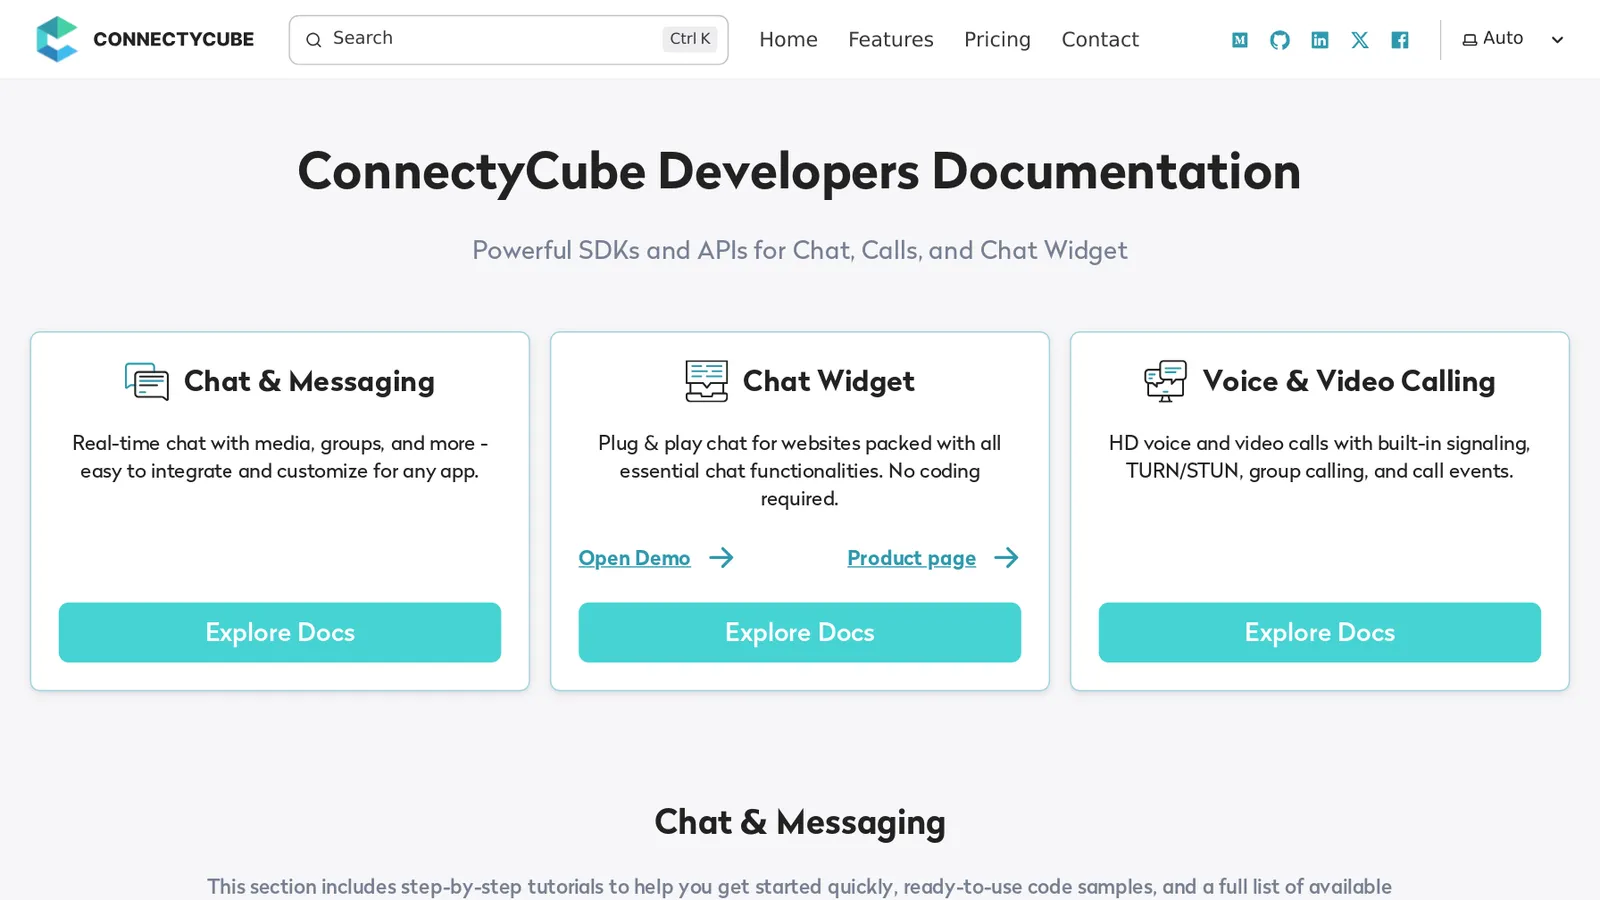 CONNECTYCUBE
Search
Ctrl K
Home
Features
Pricing
Contact
Auto
ConnectyCube Developers Documentation
Powerful SDKs and APIs for Chat, Calls, and Chat Widget
Chat & Messaging
Real-time chat with media, groups, and more -
easy to integrate and customize for any app.
Explore Docs
Chat Widget
Plug & play chat for websites packed with all
essential chat functionalities. No coding
required.
Open Demo
Product page
Explore Docs
Voice & Video Calling
HD voice and video calls with built-in signaling,
TURN/STUN, group calling, and call events.
Explore Docs
Chat & Messaging
This section includes step-by-step tutorials to help you get started quickly, ready-to-use code samples, and a full list of available